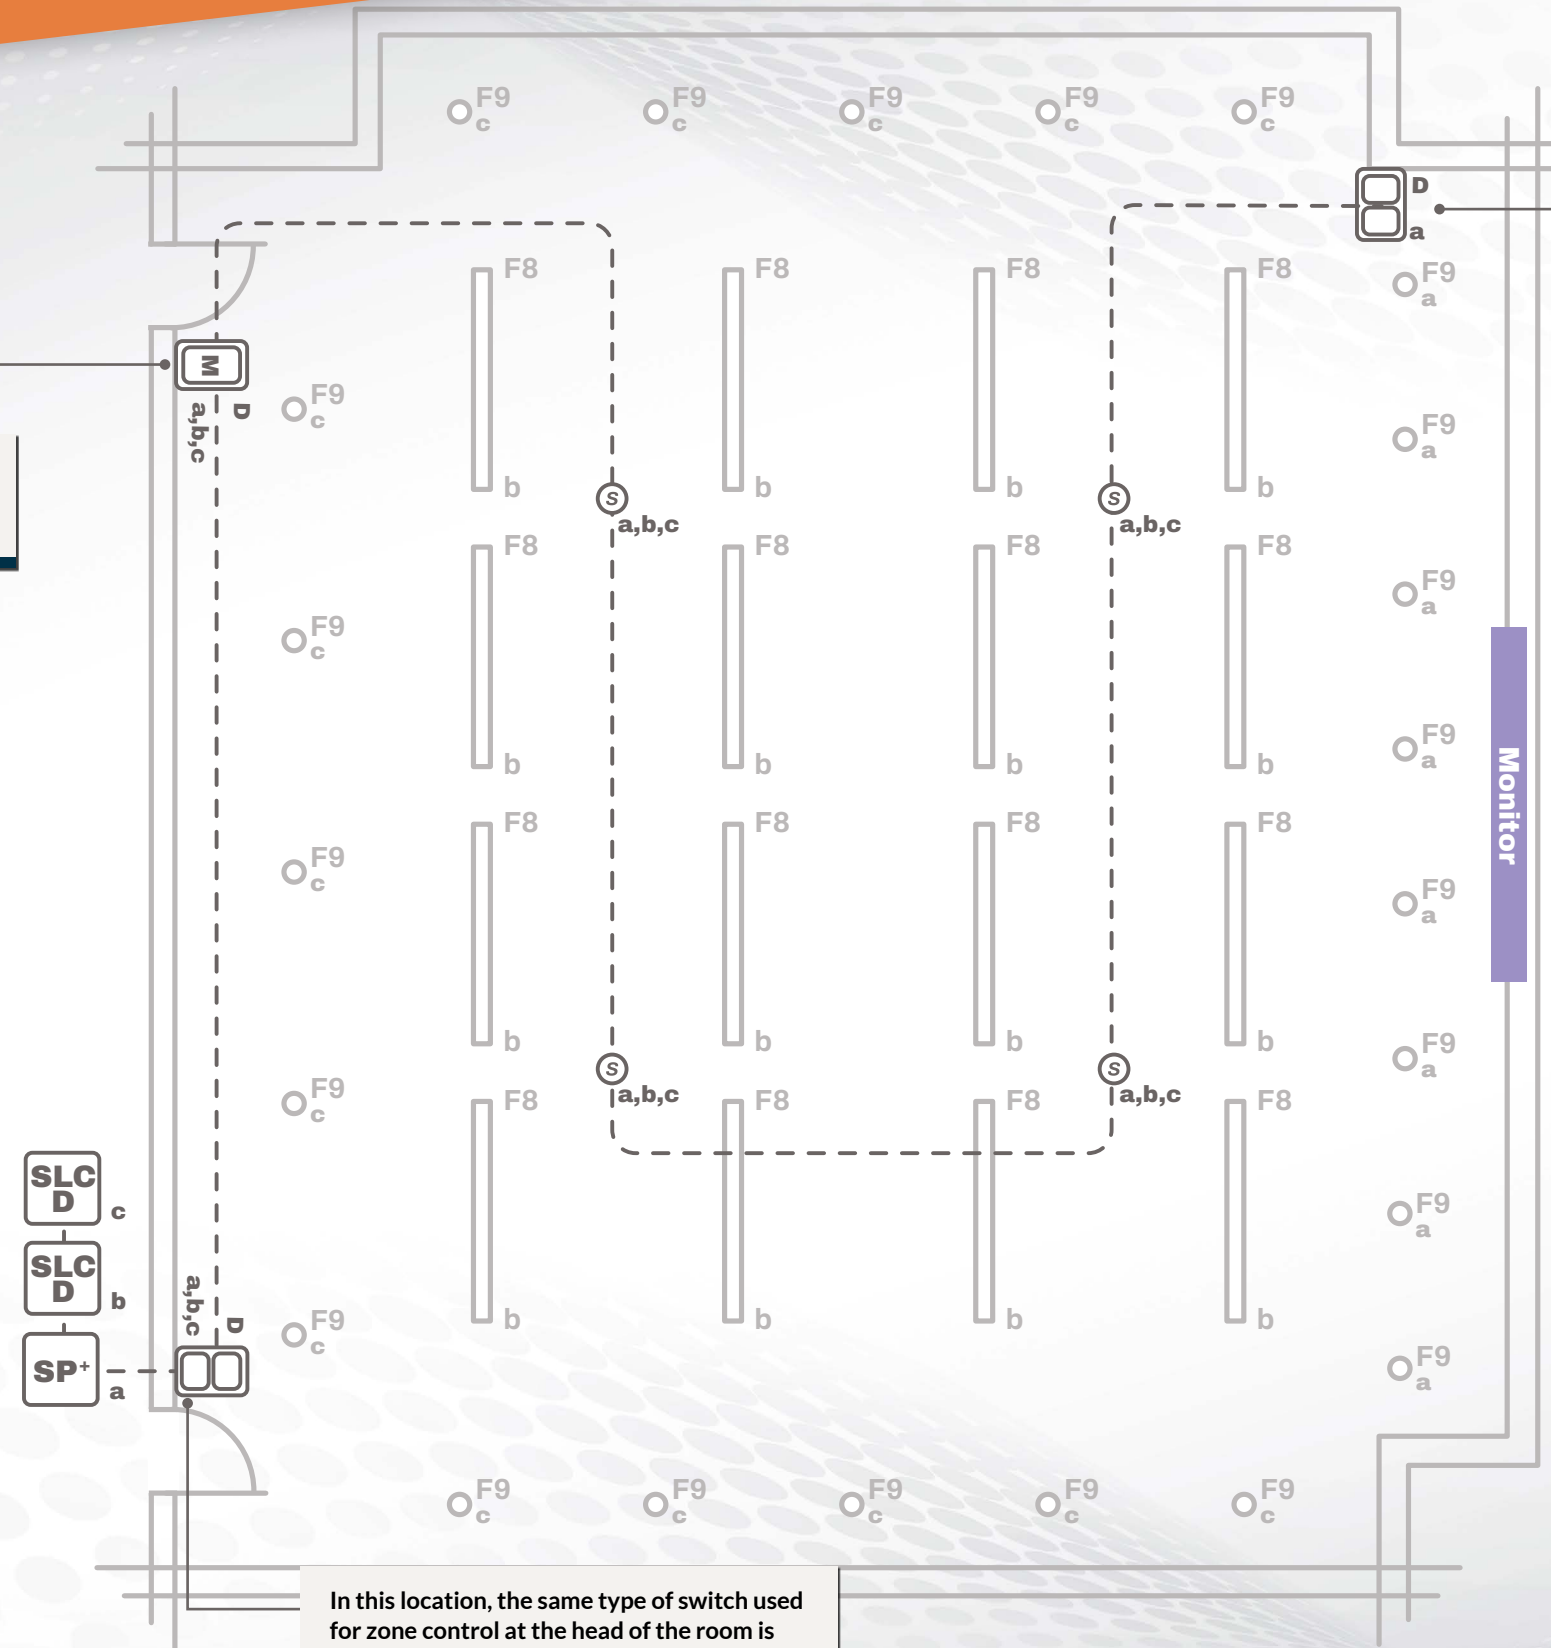 F9 F9 F9 F9 F9
c c c c c
D
a
F8 F8 F8 F8
F9
a
M
D
a,b,c
F9
c
F9
a
b b b b
S S
a,b,c a,b,c
F8 F8 F8 F8
F9
a
F9
c
F9
a
b b b b
Monitor
F8 F8 F8 F8
F9
c
F9
a
b b b b
S S
F9
a
a,b,c a,b,c
F9
c
F8 F8 F8 F8
SLC
D
c
F9
a
SLC
D
b
a,b,c
D
F9
c
b b b b
SP+
a
F9
a
F9 F9 F9 F9 F9
c c c c c
In this location, the same type of switch used
for zone control at the head of the room is